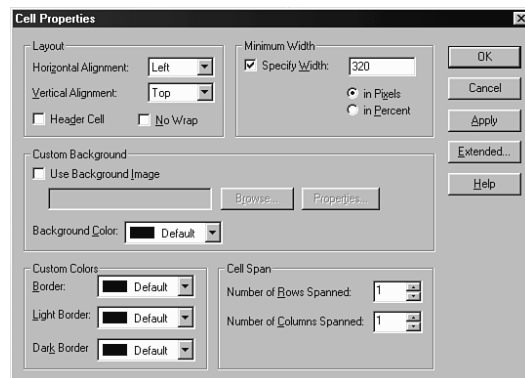 Cell Properties
Layout
Horizontal Alignment: Left
Vertical Alignment: Top
Header Cell No Wrap
Minimum Width
Specify Width: 320
in Pixels
in Percent
OK
Cancel
Apply
Extended...
Help
Custom Background
Use Background Image
Browse... Properties...
Background Color: Default
Custom Colors
Border: Default
Light Border: Default
Dark Border Default
Cell Span
Number of Rows Spanned: 1
Number of Columns Spanned: 1